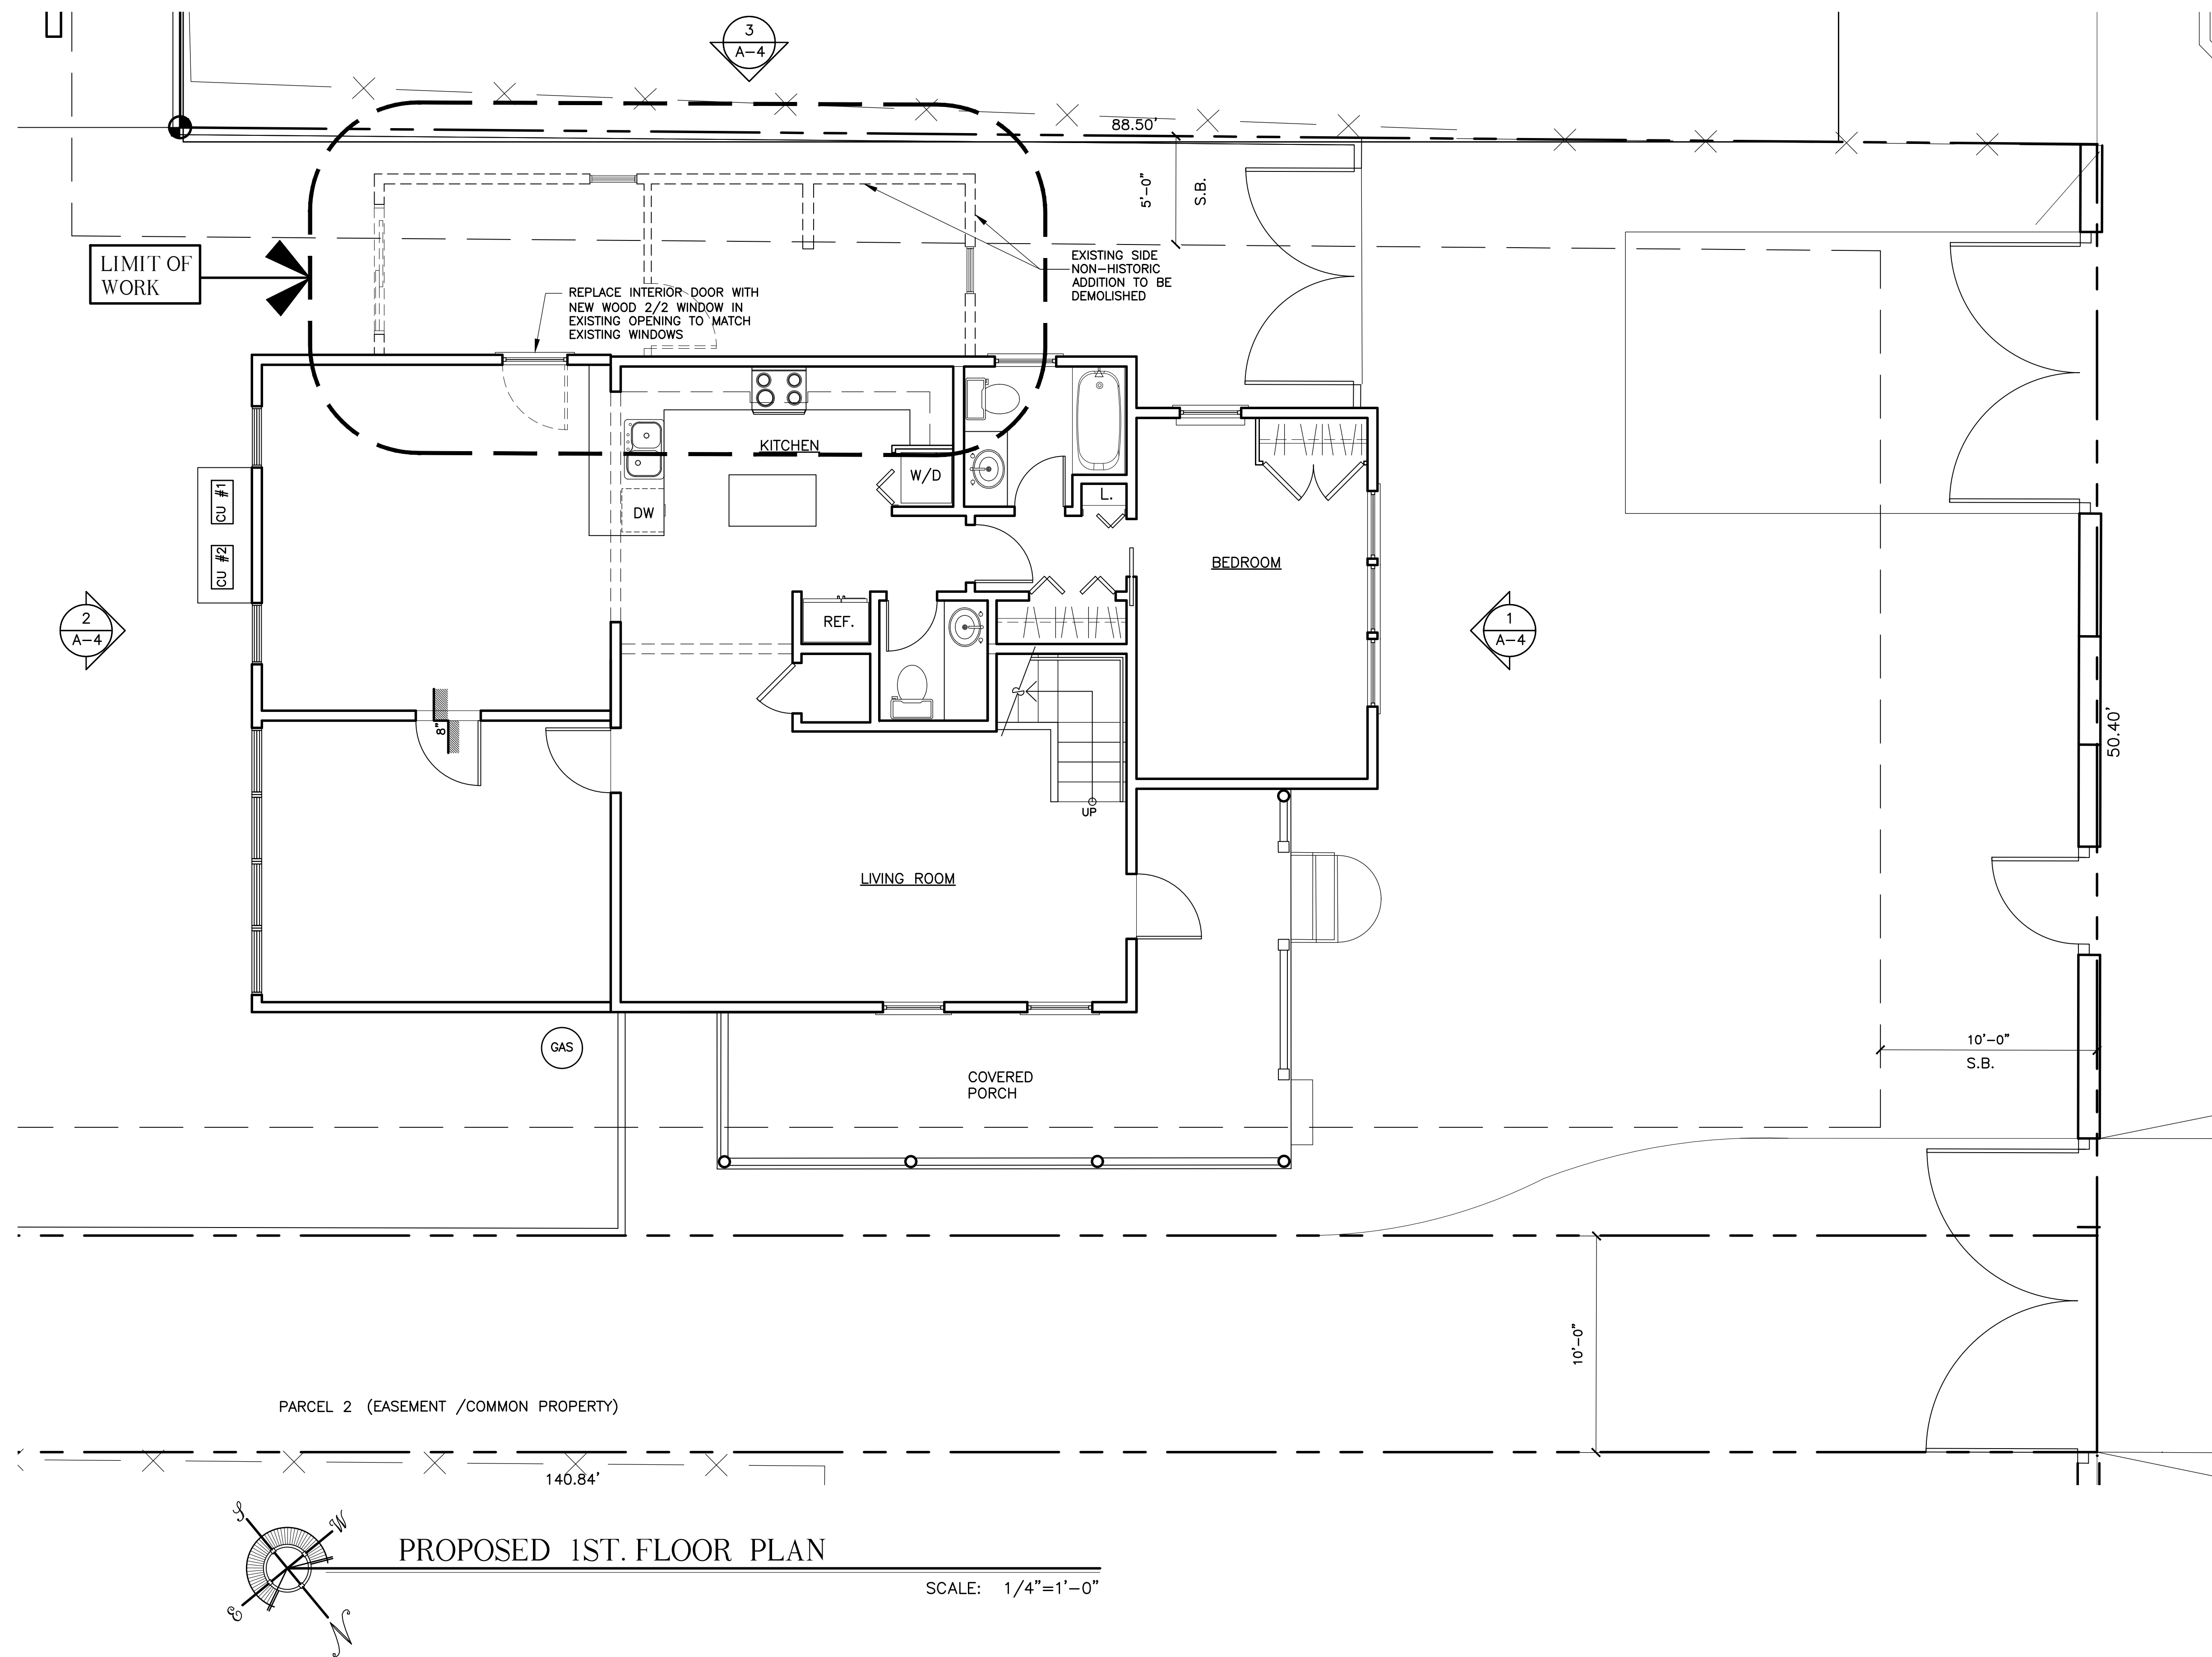 3
A-4
88.50'
5'-0"
S.B.
LIMIT OF
WORK
EXISTING SIDE
NON-HISTORIC
ADDITION TO BE
DEMOLISHED
REPLACE INTERIOR DOOR WITH
NEW WOOD 2/2 WINDOW IN
EXISTING OPENING TO MATCH
EXISTING WINDOWS
KITCHEN
W/D
L.
DW
CU #1
CU #2
BEDROOM
2
A-4
REF.
1
A-4
8"
50.40'
UP
LIVING ROOM
GAS
10'-0"
S.B.
COVERED
PORCH
10'-0"
PARCEL 2 (EASEMENT /COMMON PROPERTY)
140.84'
S
W
E
N
PROPOSED 1ST. FLOOR PLAN
SCALE: 1/4"=1'-0"